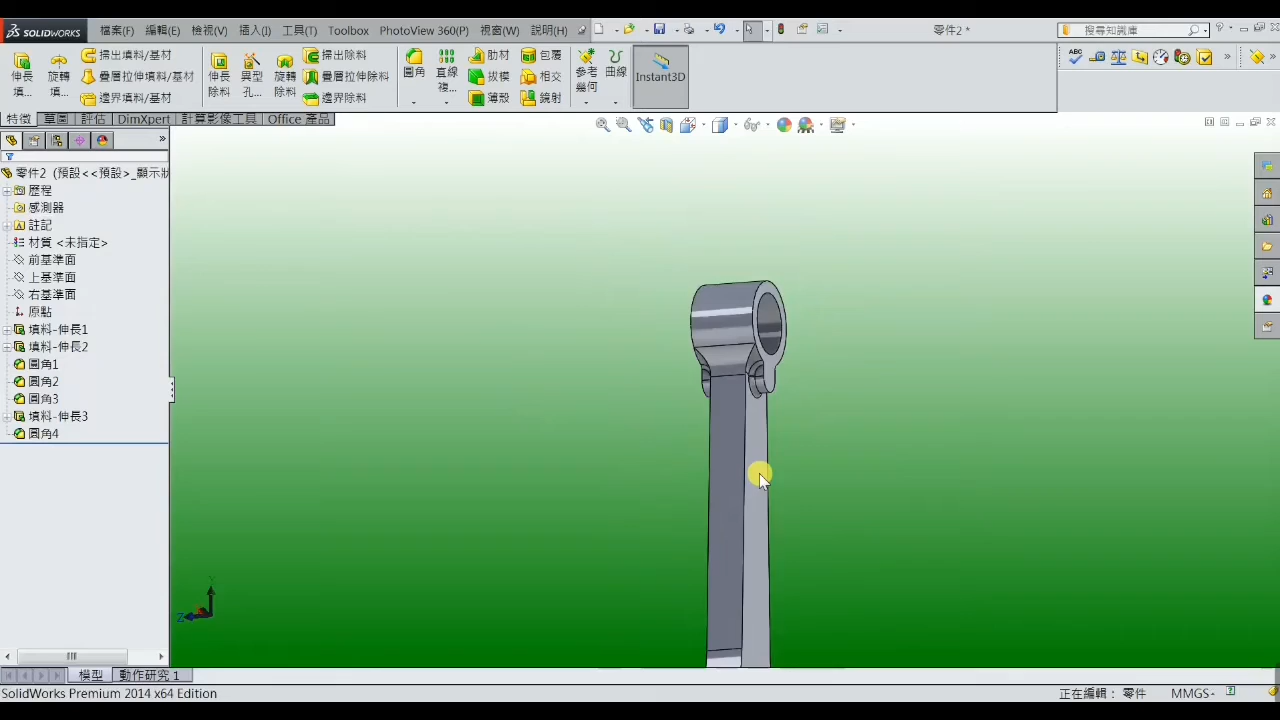 SOLIDWORKS 檔案(F) 編輯(E) 檢視(V) 插入(I) 工具(T) Toolbox PhotoView 360(P) 視窗(W) 說明(H) 零件2 * 搜尋知識庫
伸長填... 旋轉填... 掃出填料/基材 疊層拉伸填料/基材 邊界填料/基材
伸長除料 異型孔... 旋轉除料 掃出除料 疊層拉伸除料 邊界除料
圓角 直線複... 肋材 拔模 薄殼 包覆 相交 鏡射
參考幾何 曲線 Instant3D
ABC
特徵 草圖 評估 DimXpert 計算影像工具 Office 產品
零件2 (預設<<預設>_顯示狀
歷程
感測器
註記
材質 <未指定>
前基準面
上基準面
右基準面
原點
填料-伸長1
填料-伸長2
圓角1
圓角2
圓角3
填料-伸長3
圓角4
Y
Z
模型 動作研究 1
SolidWorks Premium 2014 x64 Edition 正在編輯： 零件 MMGS